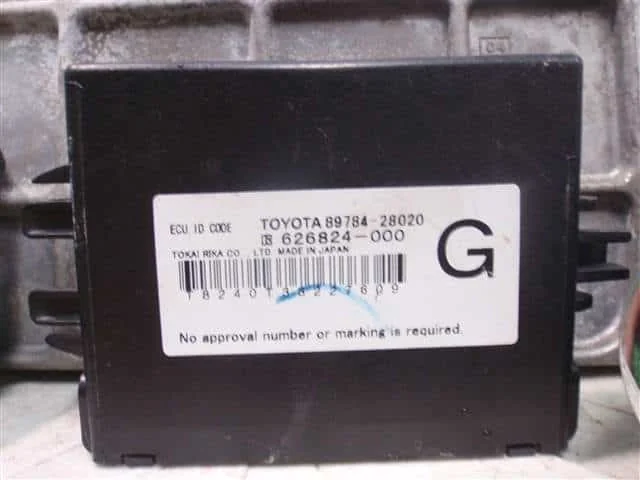 04
ECU. ID CODE TOYOTA 89784-28020
626824-000
TOKAI RIKA CO., LTD. MADE IN JAPAN
G
No approval number or marking is required.